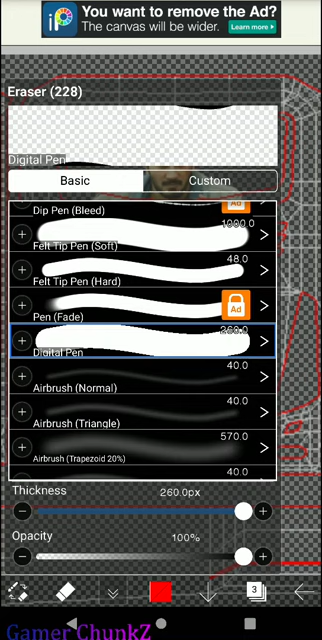 You want to remove the Ad?
The canvas will be wider.
Learn more ►
iP
Eraser (228)
Digital Pen
Basic
Custom
Ad
Dip Pen (Bleed)
1000.0
Felt Tip Pen (Soft)
48.0
Felt Tip Pen (Hard)
Ad
Pen (Fade)
260.0
Digital Pen
40.0
Airbrush (Normal)
40.0
Airbrush (Triangle)
570.0
Airbrush (Trapezoid 20%)
40.0
Thickness
260.0px
Opacity
100%
3
Gamer ChunkZ